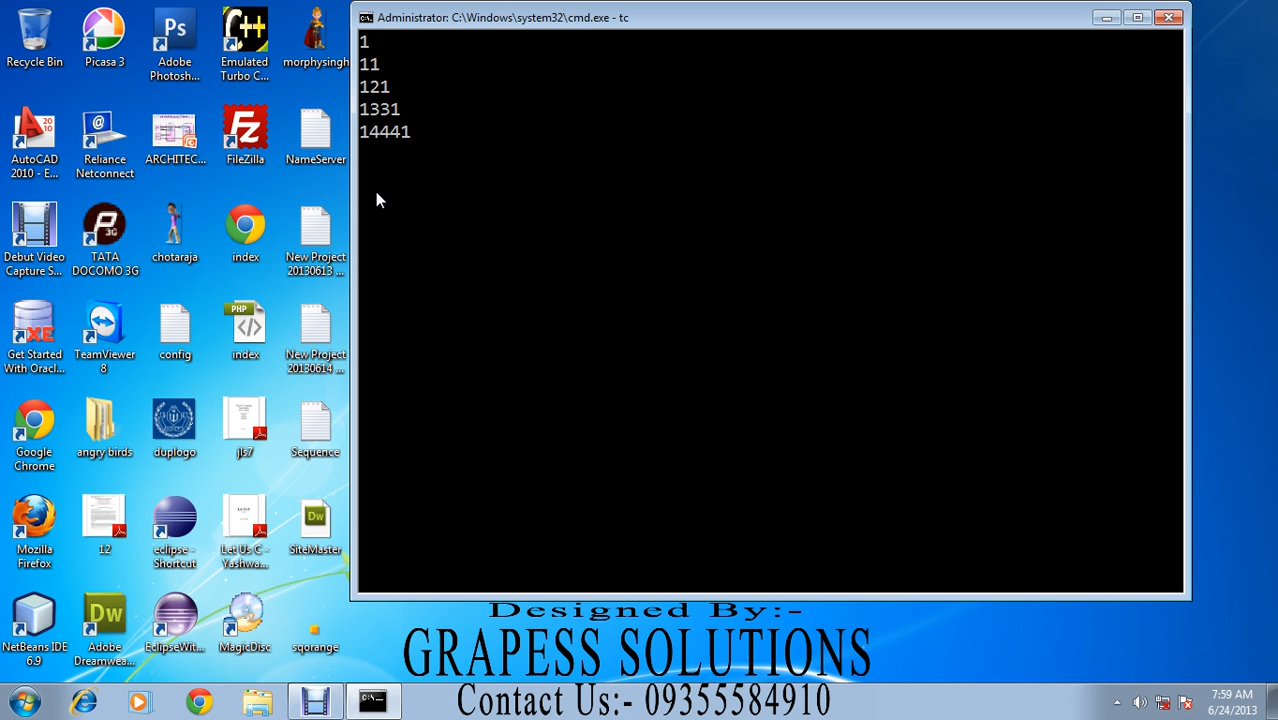 Administrator: C:\Windows\system32\cmd.exe - tc
1
11
121
1331
14441
Recycle Bin
Picasa 3
Ps
Adobe
Photosh...
C++
Emulated
Turbo C...
morphysingh
AutoCAD
2010 - E...
Reliance
Netconnect
ARCHITEC...
FileZilla
NameServer
Debut Video
Capture S...
TATA
DOCOMO 3G
chotaraja
index
New Project
20130613 ...
Get Started
With Oracl...
TeamViewer
8
config
PHP
index
New Project
20130614 ...
Google
Chrome
angry birds
duplogo
jls7
Sequence
Mozilla
Firefox
12
eclipse -
Shortcut
Let Us C -
Yashwa...
Dw
SiteMaster
NetBeans IDE
6.9
Dw
Adobe
Dreamwea...
EclipseWit...
MagicDisc
sqorange
Designed By:-
GRAPESS SOLUTIONS
Contact Us:- 09355584910
7:59 AM
6/24/2013